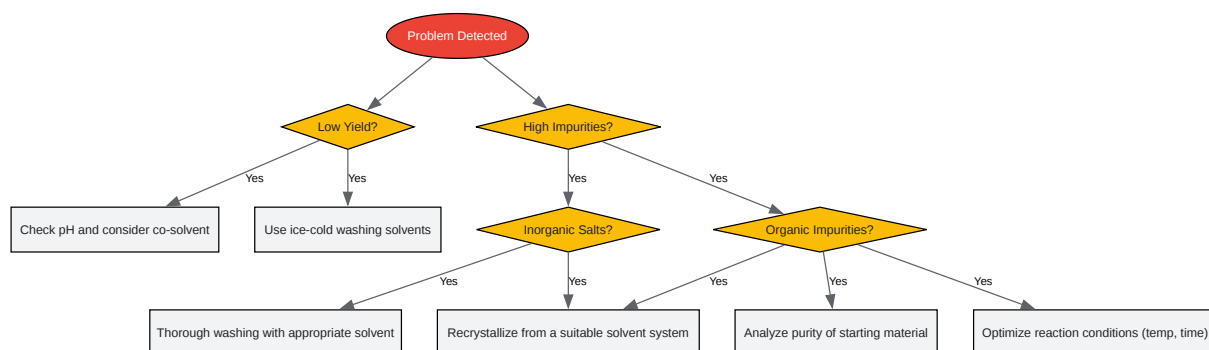 Problem Detected
Low Yield?
High Impurities?
Yes
Yes
Yes
Yes
Check pH and consider co-solvent
Use ice-cold washing solvents
Inorganic Salts?
Organic Impurities?
Yes
Yes
Yes
Yes
Yes
Thorough washing with appropriate solvent
Recrystallize from a suitable solvent system
Analyze purity of starting material
Optimize reaction conditions (temp, time)